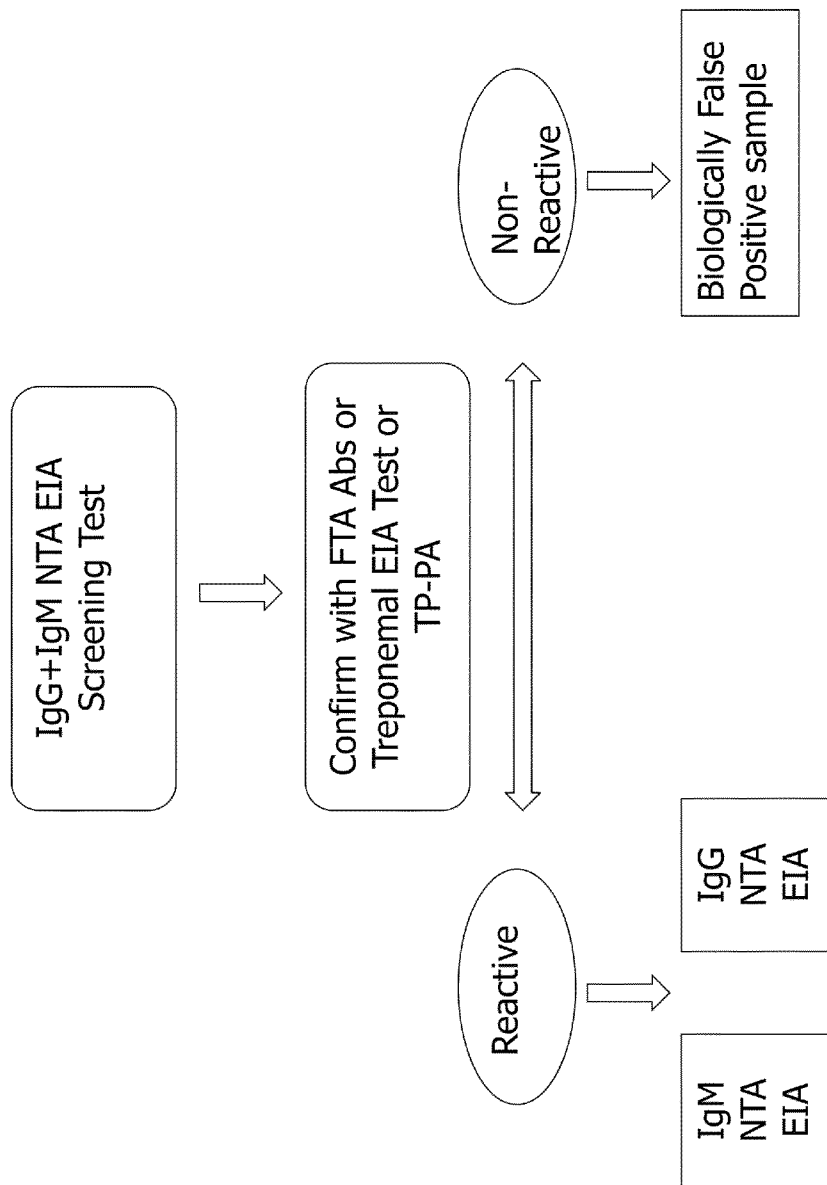 IgG+IgM NTA EIA
Screening Test
Confirm with FTA Abs or
Treponemal EIA Test or
TP-PA
Reactive
Non-
Reactive
IgM
NTA
EIA
IgG
NTA
EIA
Biologically False
Positive sample